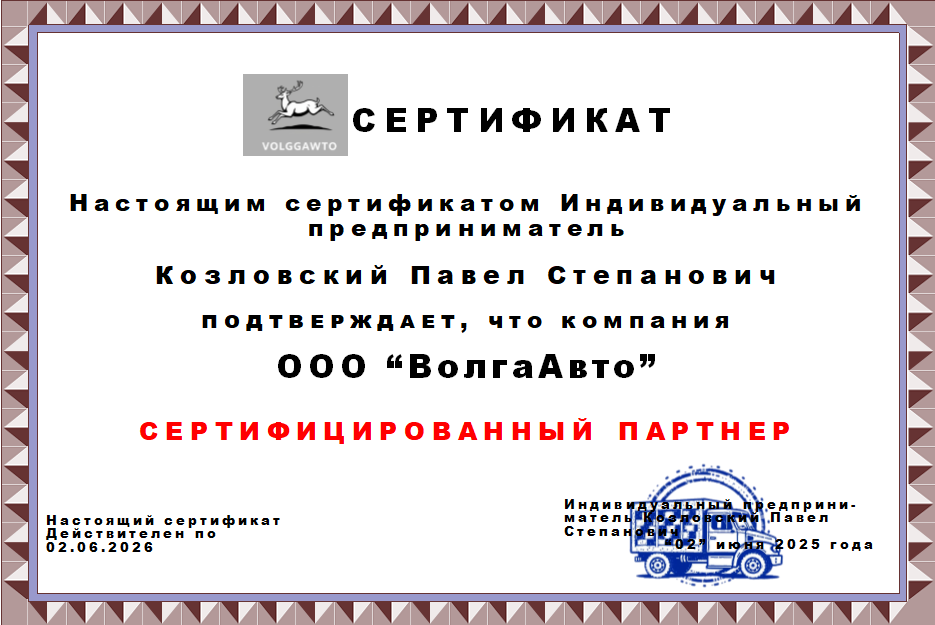 VOLGGAWTO
СЕРТИФИКАТ
Настоящим сертификатом Индивидуальный
предприниматель
Козловский Павел Степанович
ПОДТВЕРЖДАЕТ, что компания
ООО “ВолгаАвто”
СЕРТИФИЦИРОВАННЫЙ ПАРТНЕР
Настоящий сертификат
Действителен по
02.06.2026
Индивидуальный предприни-
матель Козловский Павел
Степанович
“02” июня 2025 года